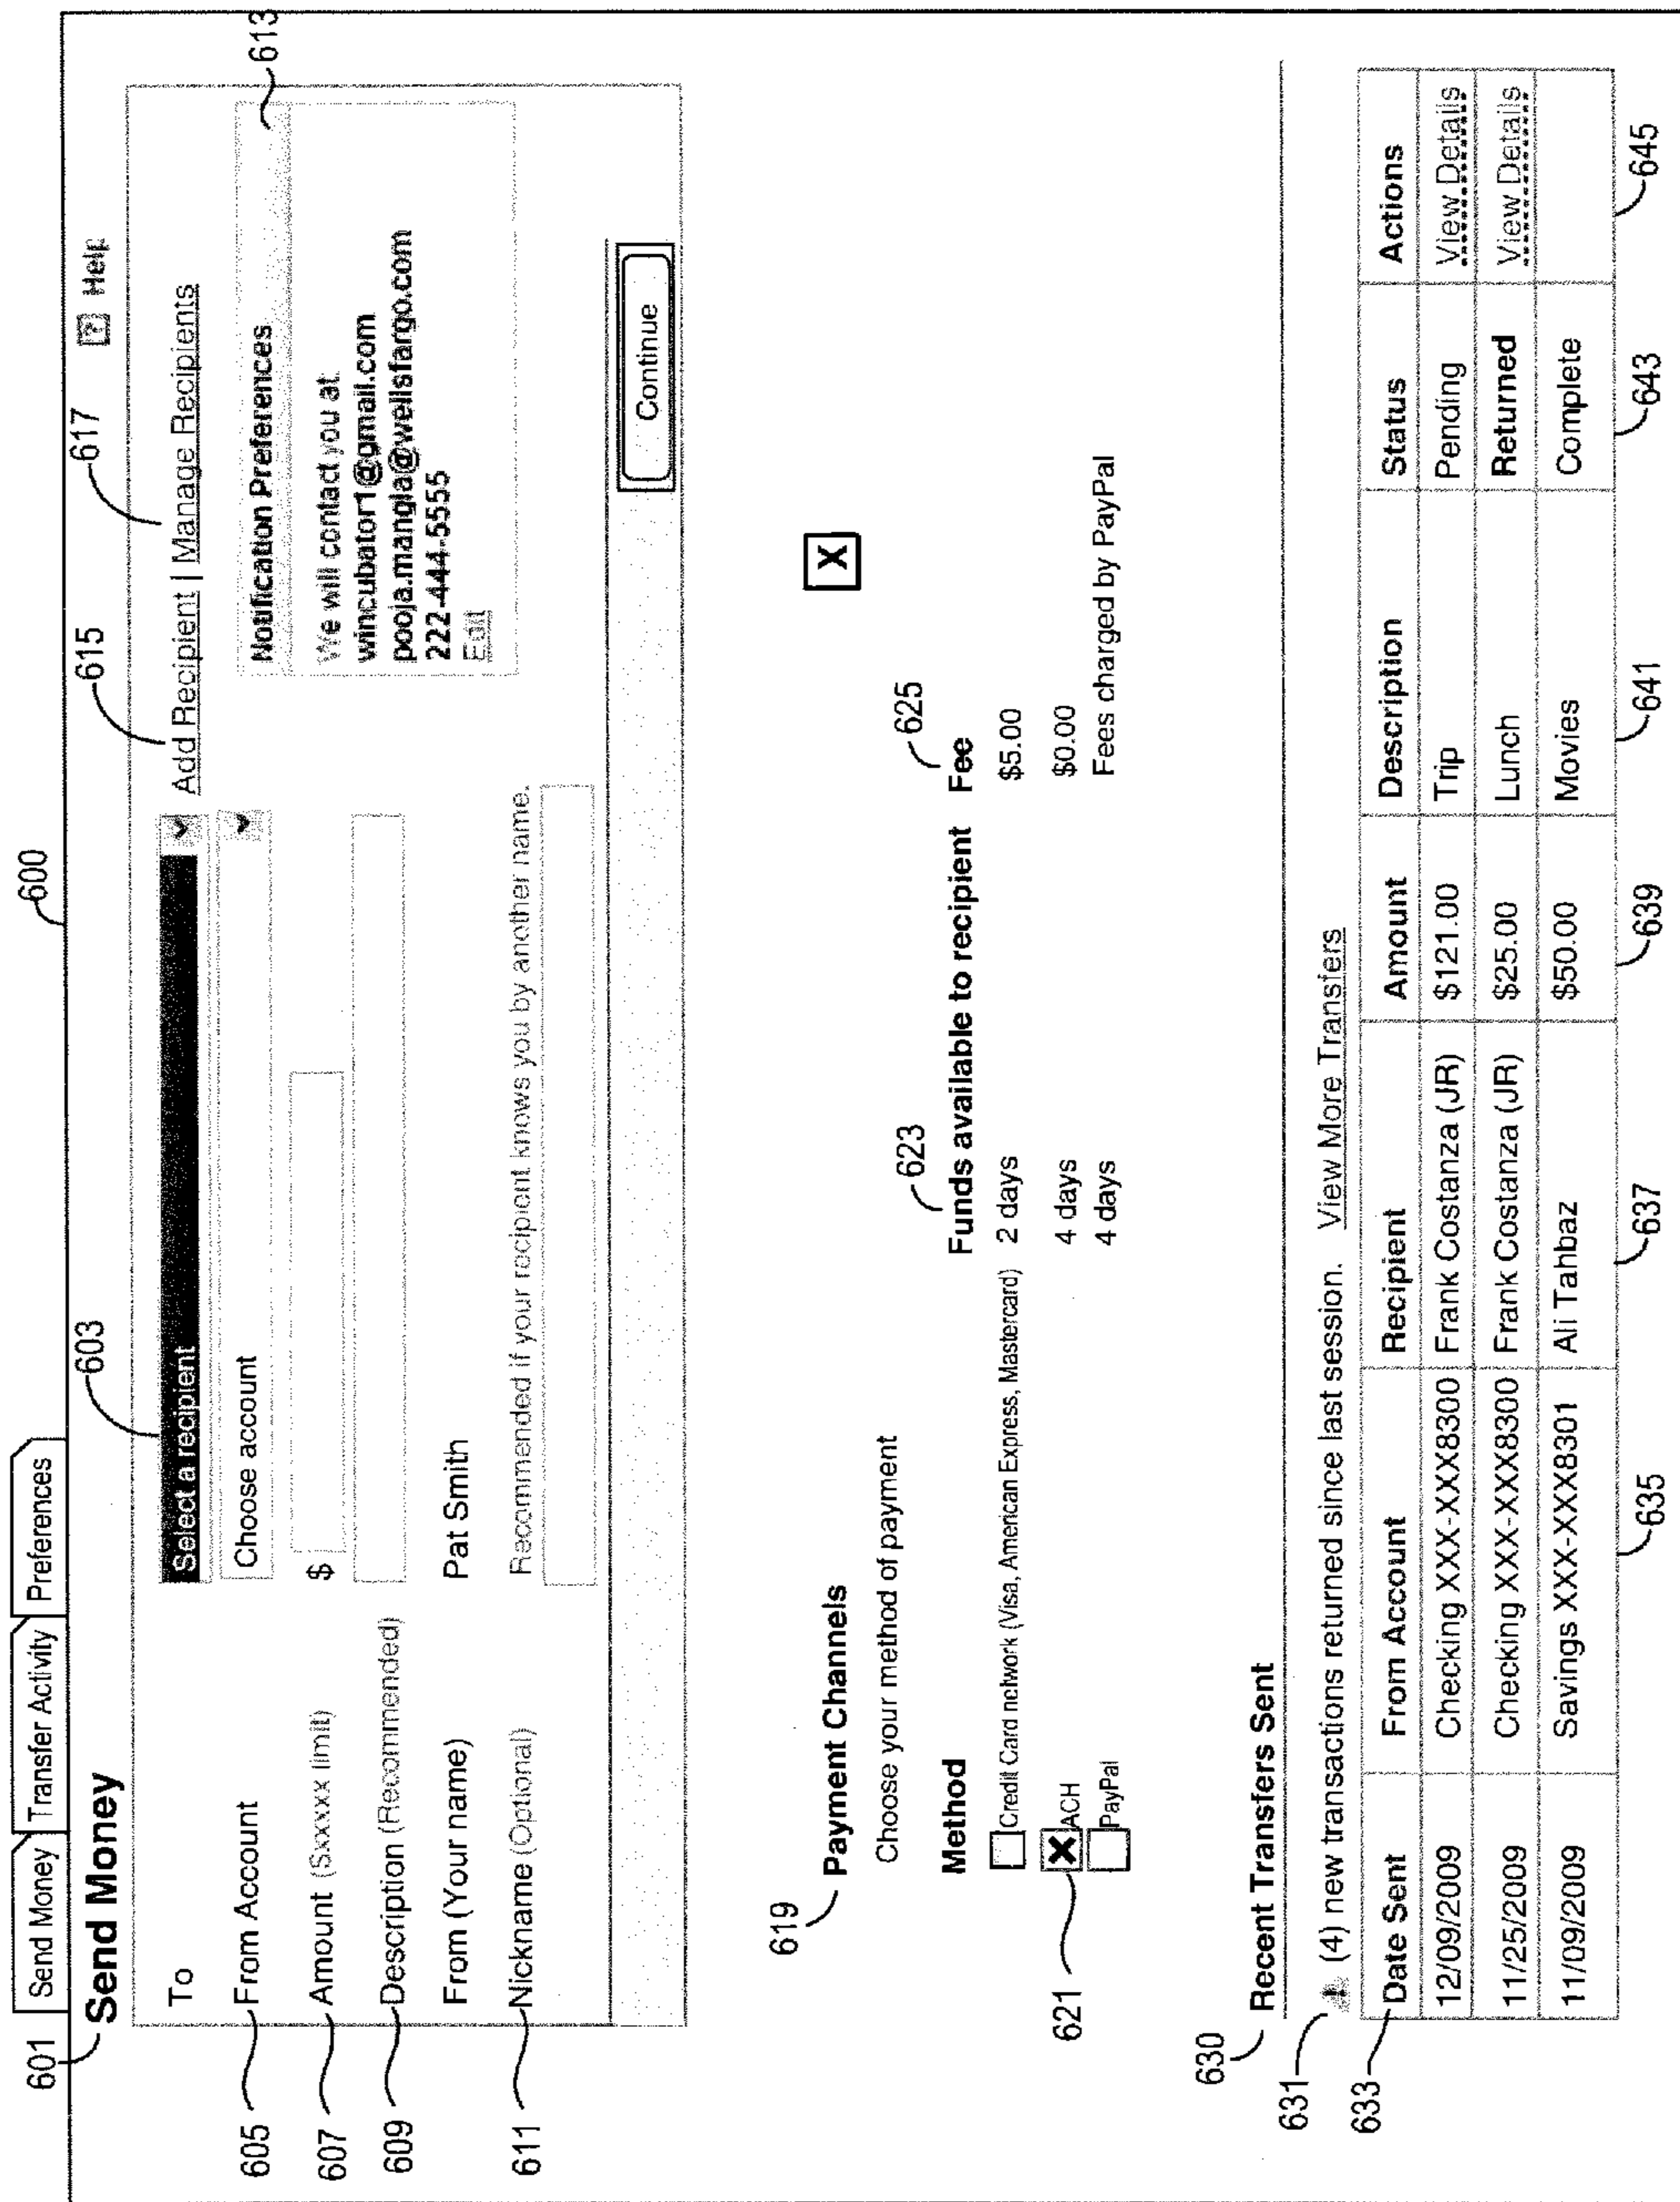 600
Send Money Transfer Activity Preferences
601 Send Money
? Help
603
615
617
To Select a recipient Add Recipient | Manage Recipients
605 From Account Choose account
Notification Preferences 613
607 Amount (Sxxxx limit) $
We will contact you at:
wincubator1@gmail.com
609 Description (Recommended)
pooja.mangla@wellsfargo.com
222-444-5555
From (Your name) Pat Smith
Edit
611 Nickname (Optional) Recommended if your recipient knows you by another name.
Continue
619 Payment Channels
X
Choose your method of payment
623
625
Method Funds available to recipient Fee
Credit Card network (Visa, American Express, Mastercard) 2 days $5.00
621 X ACH 4 days $0.00
PayPal 4 days Fees charged by PayPal
630 Recent Transfers Sent
631 (4) new transactions returned since last session. View More Transfers
633 Date Sent From Account Recipient Amount Description Status Actions
12/09/2009 Checking XXX-XXX8300 Frank Costanza (JR) $121.00 Trip Pending View Details
11/25/2009 Checking XXX-XXX8300 Frank Costanza (JR) $25.00 Lunch Returned View Details
11/09/2009 Savings XXX-XXX8301 Ali Tahbaz $50.00 Movies Complete
635 637 639 641 643 645